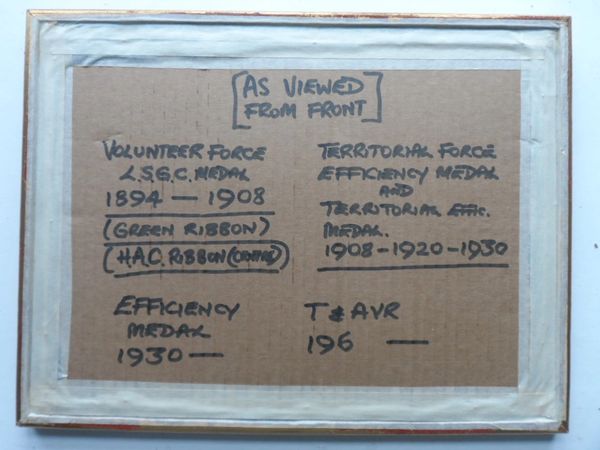 [AS VIEWED
FROM FRONT]
VOLUNTEER FORCE
L.S.G.C. MEDAL
1894 — 1908
(GREEN RIBBON)
(H.A.C. RIBBON
TERRITORIAL FORCE
EFFICIENCY MEDAL
AND
TERRITORIAL EFFIC.
MEDAL.
1908-1920-1930
EFFICIENCY
MEDAL
1930 —
T & AVR
196 —